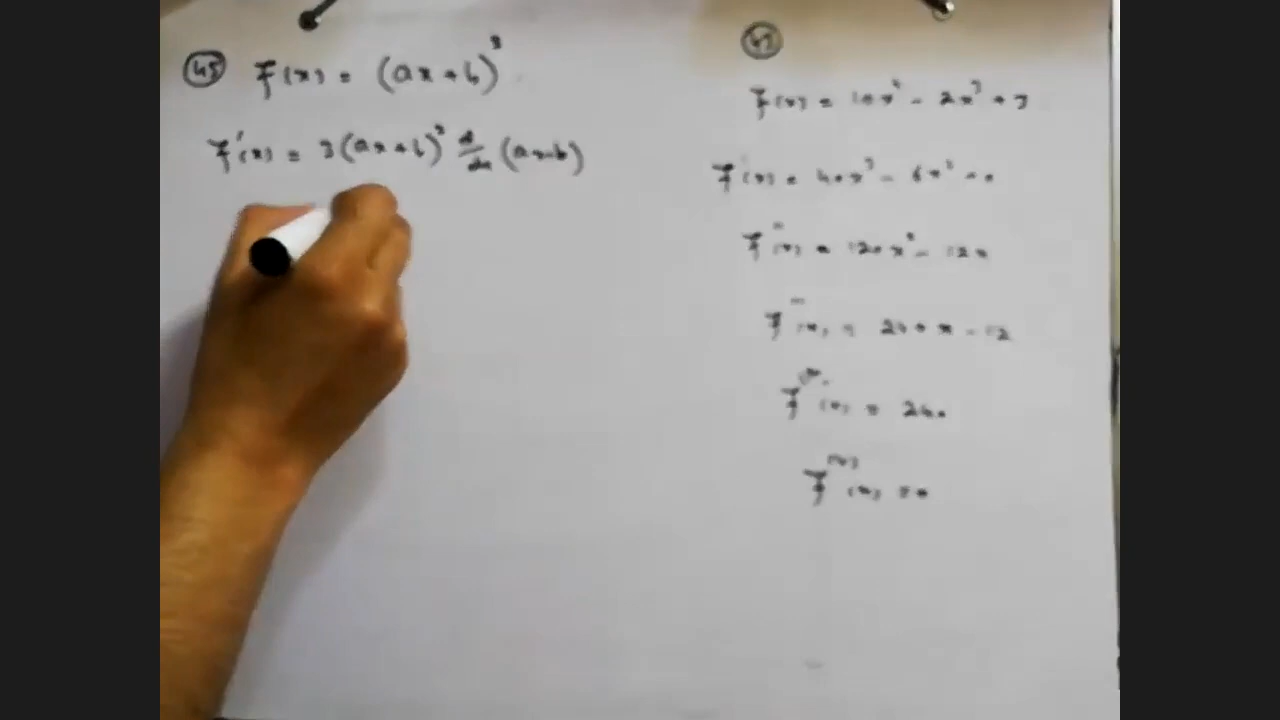 45 F(x) = (ax+b)³
F'(x) = 3(ax+b)² d/dx (ax+b)
47
F(x) = 10x⁴ - 2x³ + 3
F'(x) = 40x³ - 6x² + 0
F''(x) = 120x² - 12x
F'''(x) = 240x - 12
F⁽ⁱᵛ⁾(x) = 240
F⁽ᵛ⁾(x) = 0